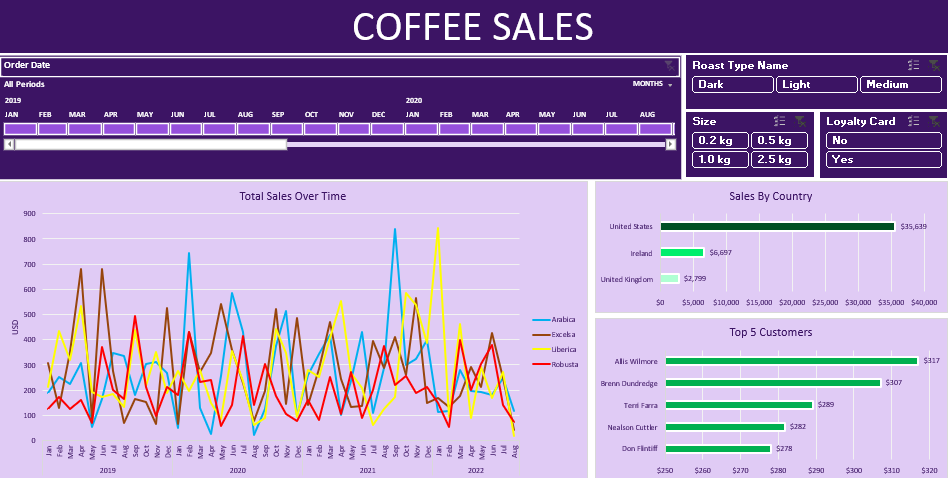 COFFEE SALES
Order Date
All Periods MONTHS
2019 2020
JAN FEB MAR APR MAY JUN JUL AUG SEP OCT NOV DEC JAN FEB MAR APR MAY JUN JUL AUG
Roast Type Name
Dark Light Medium
Size
0.2 kg 0.5 kg
1.0 kg 2.5 kg
Loyalty Card
No
Yes
Total Sales Over Time
900
800
700
600
500
400
300
200
100
0
USD
Jan Feb Mar Apr May Jun Jul Aug Sep Oct Nov Dec Jan Feb Mar Apr May Jun Jul Aug Sep Oct Nov Dec Jan Feb Mar Apr May Jun Jul Aug Sep Oct Nov Dec Jan Feb Mar Apr May Jun Jul Aug
2019 2020 2021 2022
Arabica
Excelsa
Liberica
Robusta
Sales By Country
United States $35,639
Ireland $6,697
United Kingdom $2,799
$0 $5,000 $10,000 $15,000 $20,000 $25,000 $30,000 $35,000 $40,000
Top 5 Customers
Allis Wilmore $317
Brenn Dundredge $307
Terri Farra $289
Nealson Cuttler $282
Don Flintiff $278
$250 $260 $270 $280 $290 $300 $310 $320